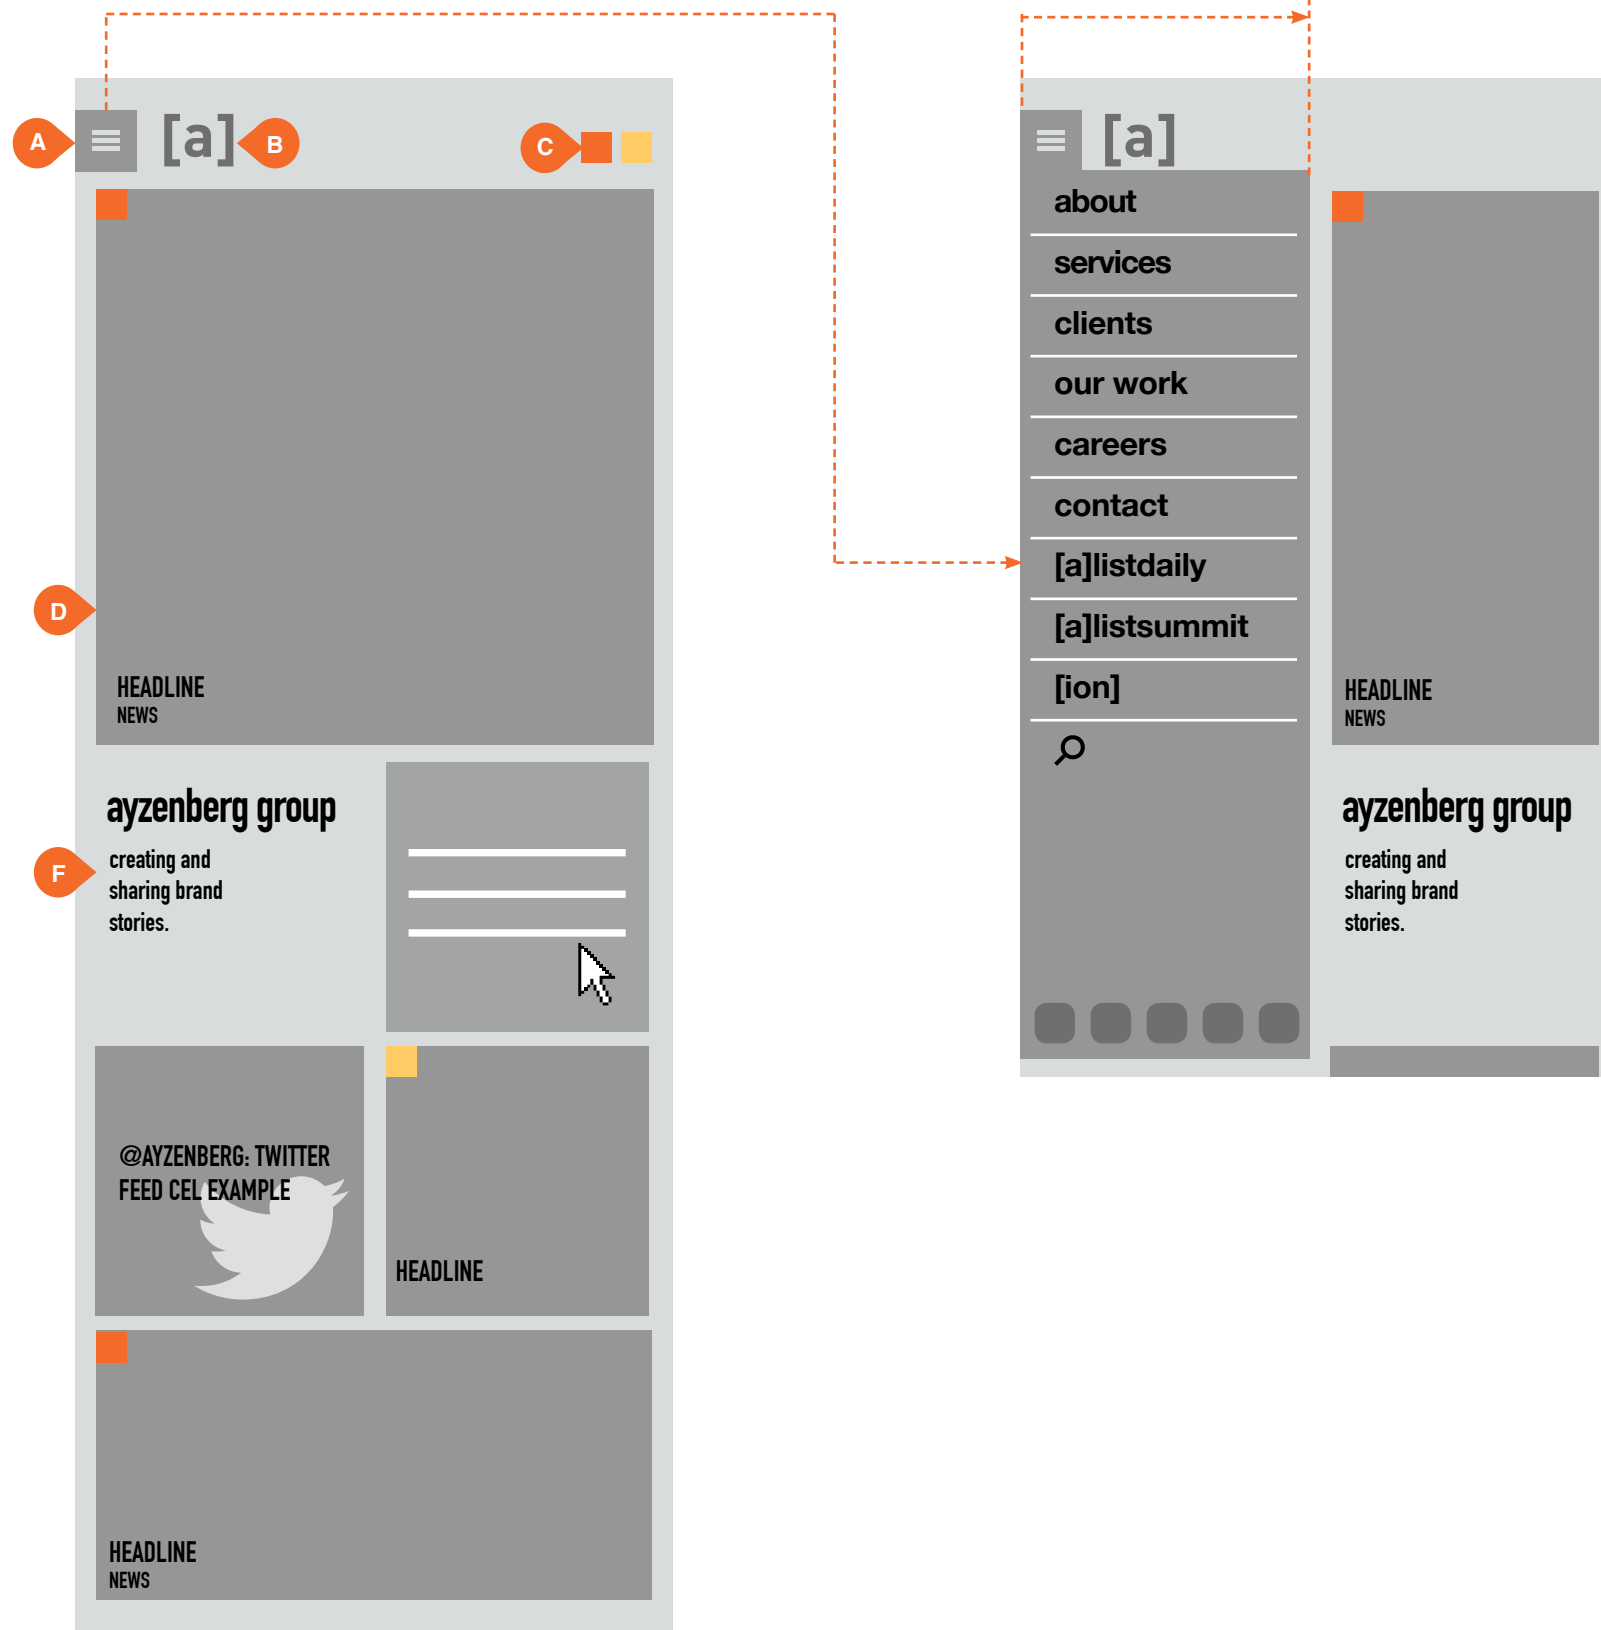 A
[a]
B
C
D
HEADLINE
NEWS
ayzenberg group
F
creating and
sharing brand
stories.
@AYZENBERG: TWITTER
FEED CEL EXAMPLE
HEADLINE
HEADLINE
NEWS
[a]
about
services
clients
our work
careers
contact
[a]listdaily
[a]listsummit
[ion]
HEADLINE
NEWS
ayzenberg group
creating and
sharing brand
stories.